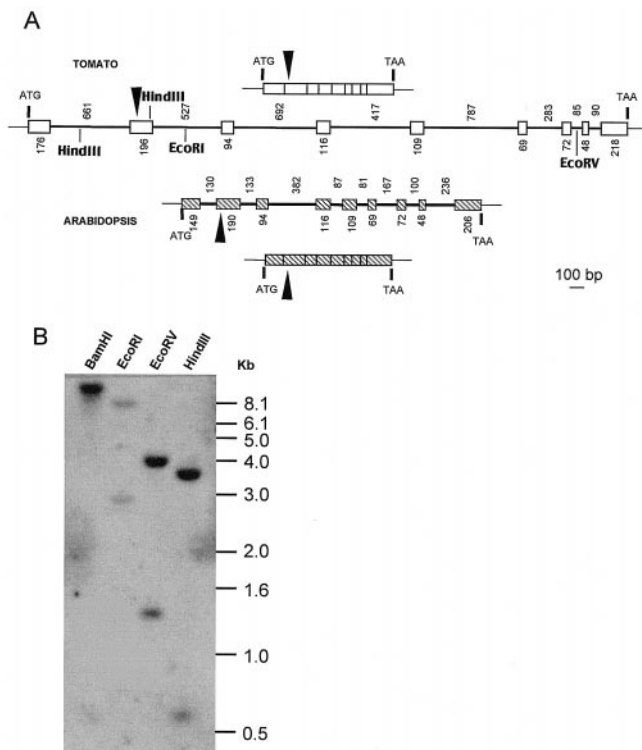 A
ATG
TAA
TOMATO
ATG
HindIII
TAA
661
527
692
417
787
283
85
90
176
HindIII
196
EcoRI
94
116
109
69
72
48
218
EcoRV
130
133
382
87
81
167
100
236
ARABIDOPSIS
149
190
94
116
109
69
72
48
206
ATG
TAA
ATG
TAA
100 bp
B
BamHI
EcoRI
EcoRV
HindIII
Kb
8.1
6.1
5.0
4.0
3.0
2.0
1.6
1.0
0.5